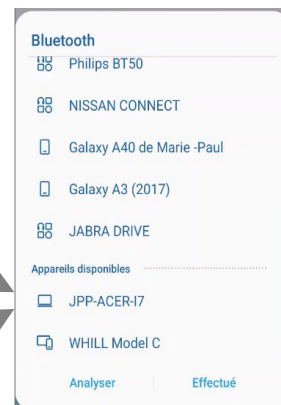 Bluetooth
Philips BT50
NISSAN CONNECT
Galaxy A40 de Marie -Paul
Galaxy A3 (2017)
JABRA DRIVE
Appareils disponibles
JPP-ACER-I7
WHILL Model C
Analyser Effectué